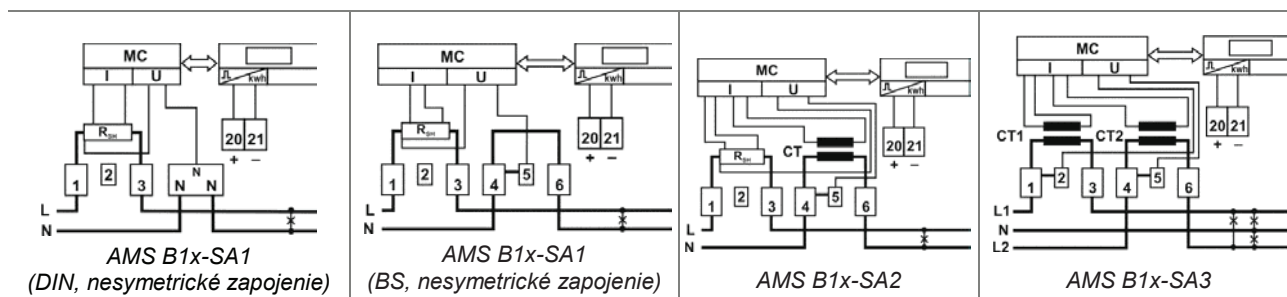 MC
I U
kwh
R_SH
20 21
+ –
1 2 3 N N N
L
N
AMS B1x-SA1
(DIN, nesymetrické zapojenie)
MC
I U
kwh
R_SH
20 21
+ –
1 2 3 4 5 6
L
N
AMS B1x-SA1
(BS, nesymetrické zapojenie)
MC
I U
kwh
CT
20 21
R_SH
+ –
1 2 3 4 5 6
L
N
AMS B1x-SA2
MC
I U
kwh
CT1 CT2
20 21
+ –
1 2 3 4 5 6
L1
N
L2
AMS B1x-SA3